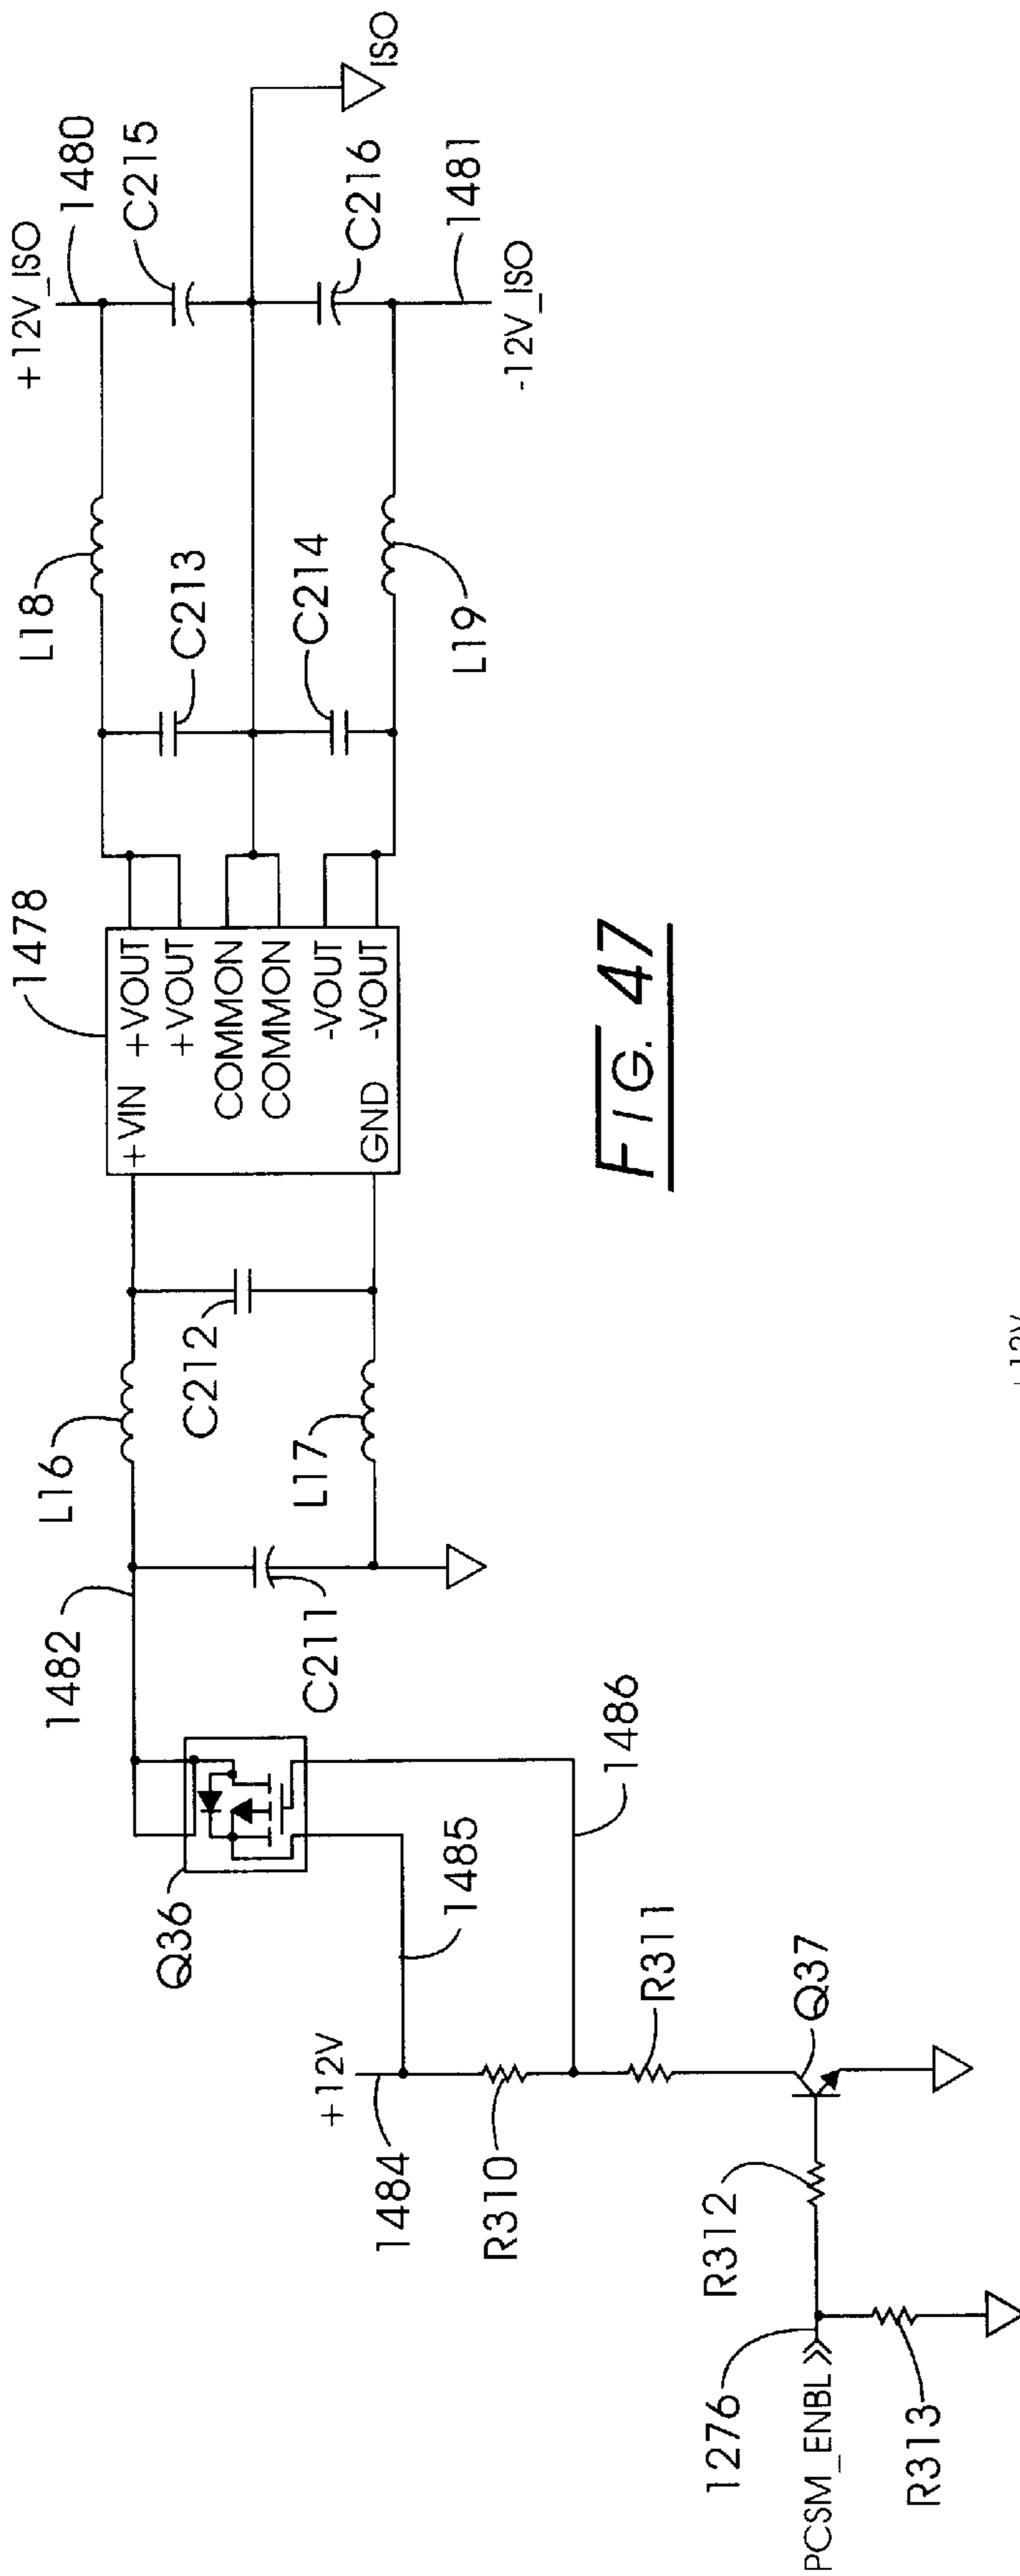 +12V_ISO
1480
C215
ISO
C216
1481
-12V_ISO
L18
C213
C214
L19
1478
+VIN +VOUT
+VOUT
COMMON
COMMON
-VOUT
GND -VOUT
L16
C212
L17
1482
C211
Q36
1485
1486
+12V
1484
R310
R311
Q37
R312
1276
PCSM_ENBL
R313
FIG. 47
+12V